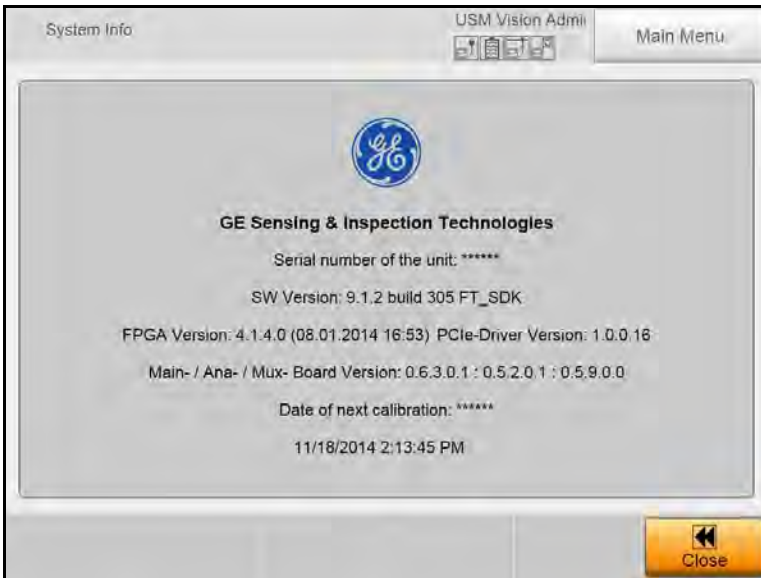 System Info
USM Vision Admi
Main Menu
GE
GE Sensing & Inspection Technologies
Serial number of the unit: ******
SW Version: 9.1.2 build 305 FT_SDK
FPGA Version: 4.1.4.0 (08.01.2014 16:53) PCIe-Driver Version: 1.0.0.16
Main- / Ana- / Mux- Board Version: 0.6.3.0.1 : 0.5.2.0.1 : 0.5.9.0.0
Date of next calibration: ******
11/18/2014 2:13:45 PM
Close